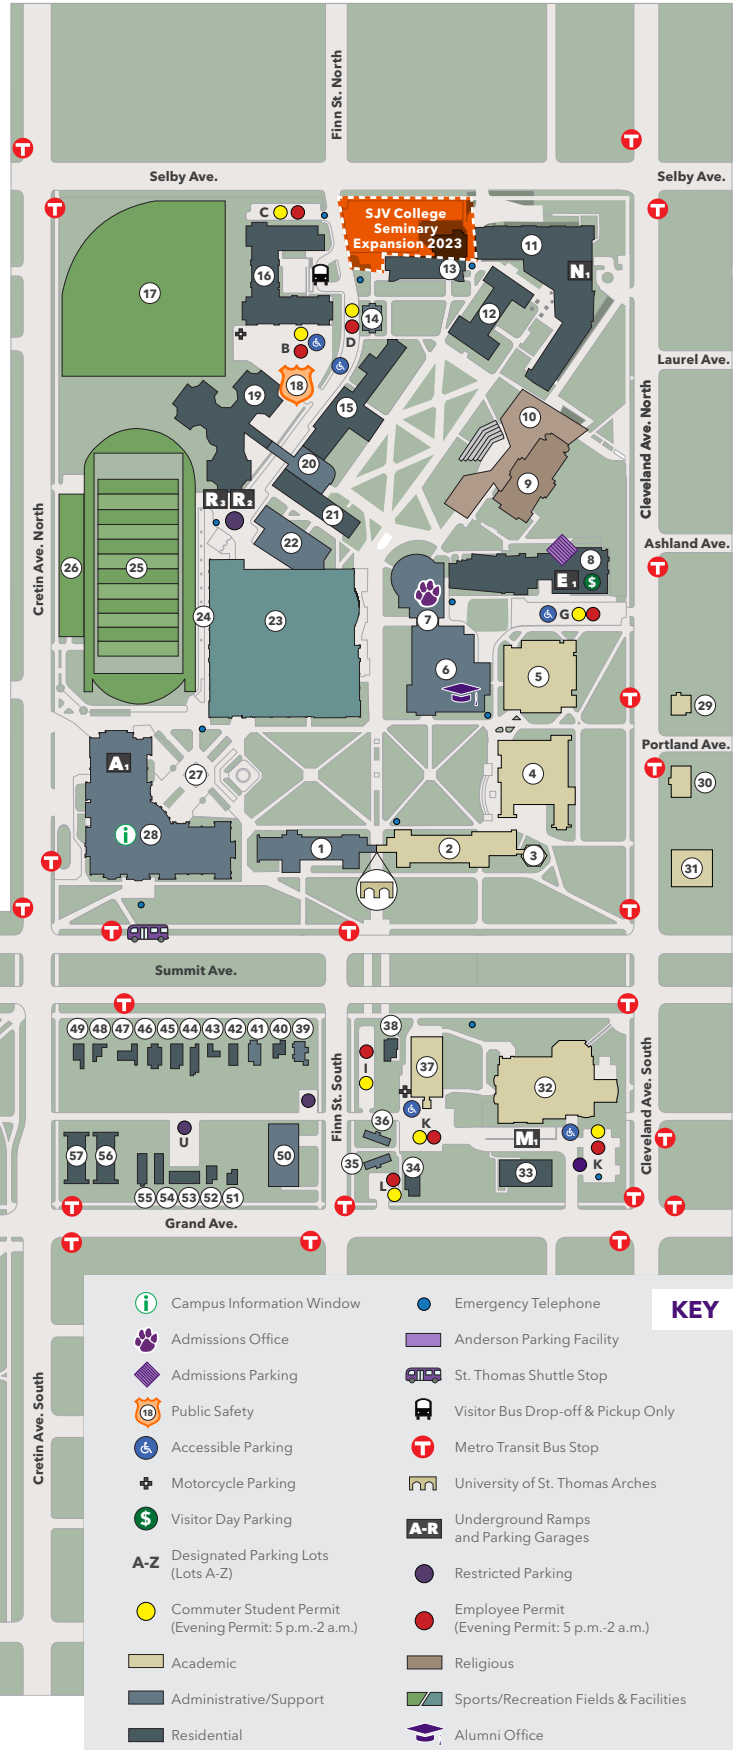 Finn St. North
Selby Ave.
Selby Ave.
C
SJV College
Seminary
Expansion 2023
11
13
16
N1
17
12
14
D
B
Laurel Ave.
18
19
15
10
Cleveland Ave. North
20
9
R3
R2
21
22
Ashland Ave.
Cretin Ave. North
26
25
8
E1
$
24
23
7
G
6
5
29
Portland Ave.
A1
27
4
30
i
28
1
2
3
31
Summit Ave.
49
48
47
46
45
44
43
42
41
40
39
38
Finn St. South
I
37
32
Cleveland Ave. South
36
K
U
M1
K
57
56
50
35
34
33
L
55
54
53
52
51
Grand Ave.
Cretin Ave. South
KEY
i
Campus Information Window
Emergency Telephone
Admissions Office
Anderson Parking Facility
Admissions Parking
St. Thomas Shuttle Stop
18
Public Safety
Visitor Bus Drop-off & Pickup Only
Accessible Parking
T
Metro Transit Bus Stop
Motorcycle Parking
University of St. Thomas Arches
$
Visitor Day Parking
A-R
Underground Ramps
and Parking Garages
A-Z
Designated Parking Lots
(Lots A-Z)
Restricted Parking
Commuter Student Permit
(Evening Permit: 5 p.m.-2 a.m.)
Employee Permit
(Evening Permit: 5 p.m.-2 a.m.)
Academic
Religious
Administrative/Support
Sports/Recreation Fields & Facilities
Residential
Alumni Office